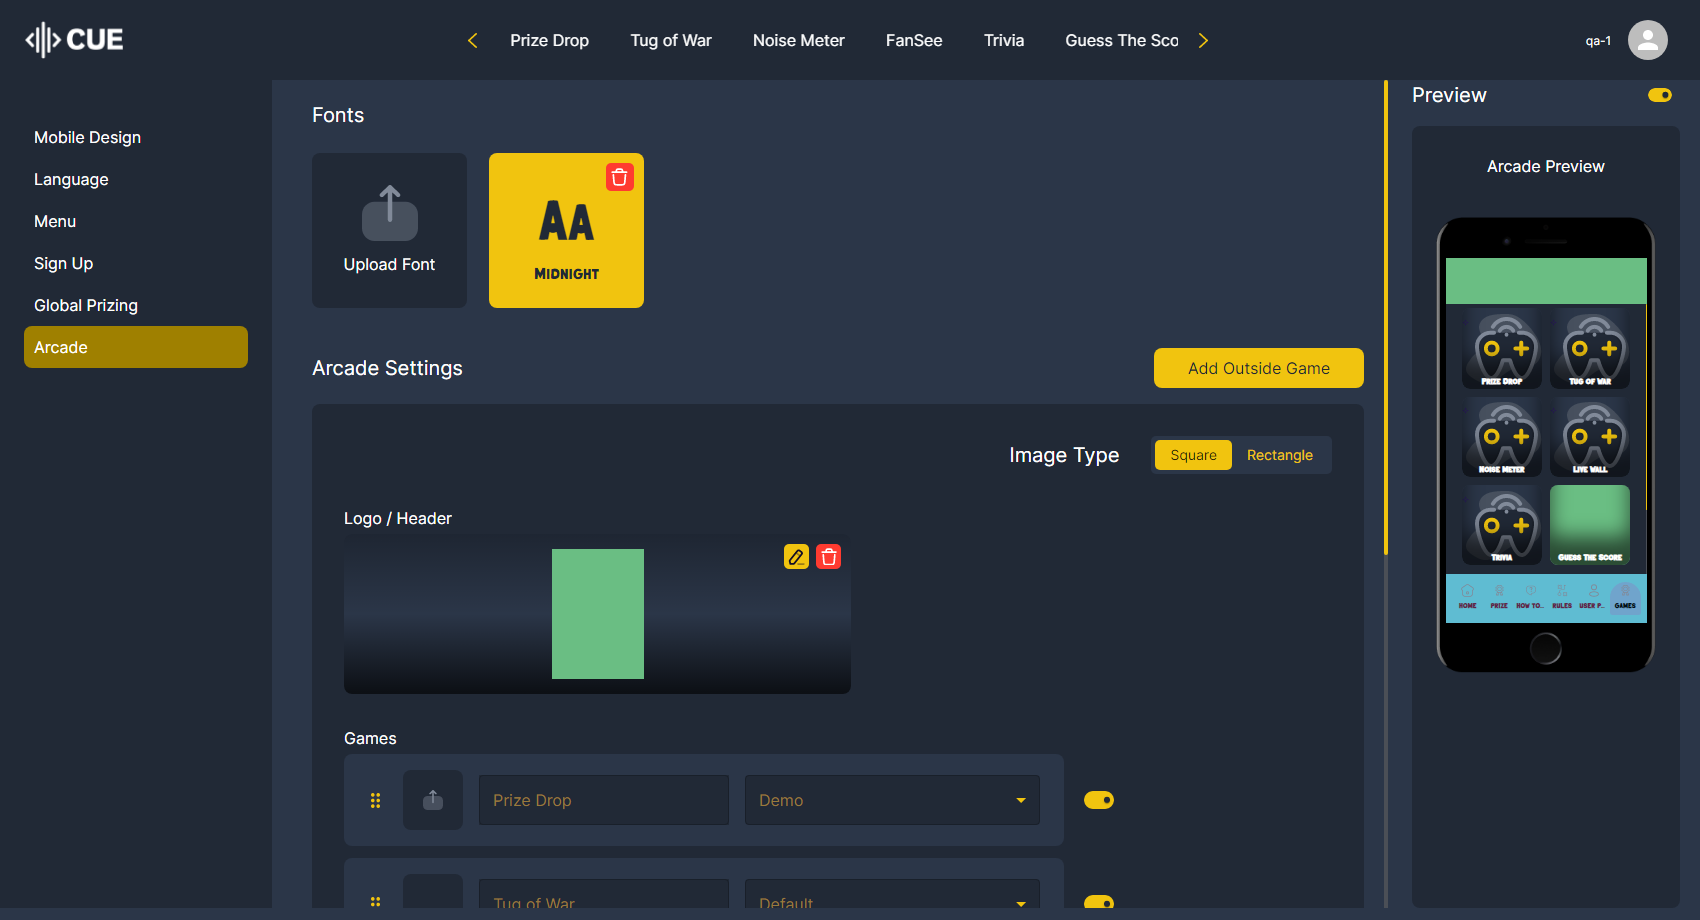 CUE
Prize Drop
Tug of War
Noise Meter
FanSee
Trivia
Guess The Sco
qa-1
Mobile Design
Language
Menu
Sign Up
Global Prizing
Arcade
Fonts
Upload Font
AA
MIDNIGHT
Arcade Settings
Add Outside Game
Image Type
Square
Rectangle
Logo / Header
Games
Prize Drop
Demo
Tug of War
Default
Preview
Arcade Preview
PRIZE DROP
TUG OF WAR
NOISE METER
LIVE WALL
TRIVIA
GUESS THE SCORE
HOME
PRIZE
HOW TO..
RULES
USER P..
GAMES